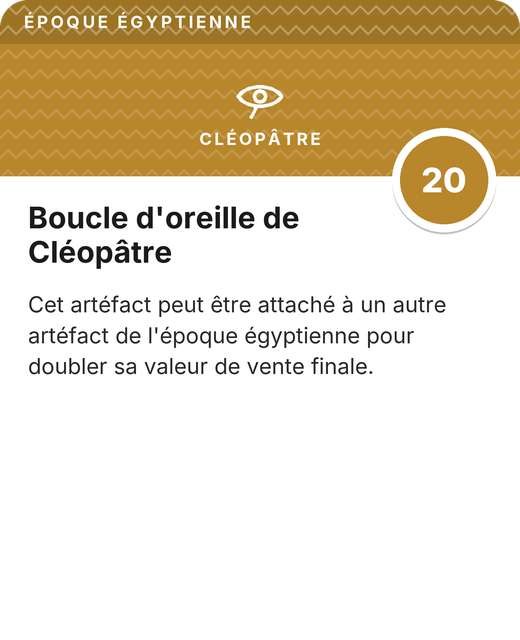 ÉPOQUE ÉGYPTIENNE
CLÉOPÂTRE
20
Boucle d'oreille de
Cléopâtre
Cet artéfact peut être attaché à un autre
artéfact de l'époque égyptienne pour
doubler sa valeur de vente finale.